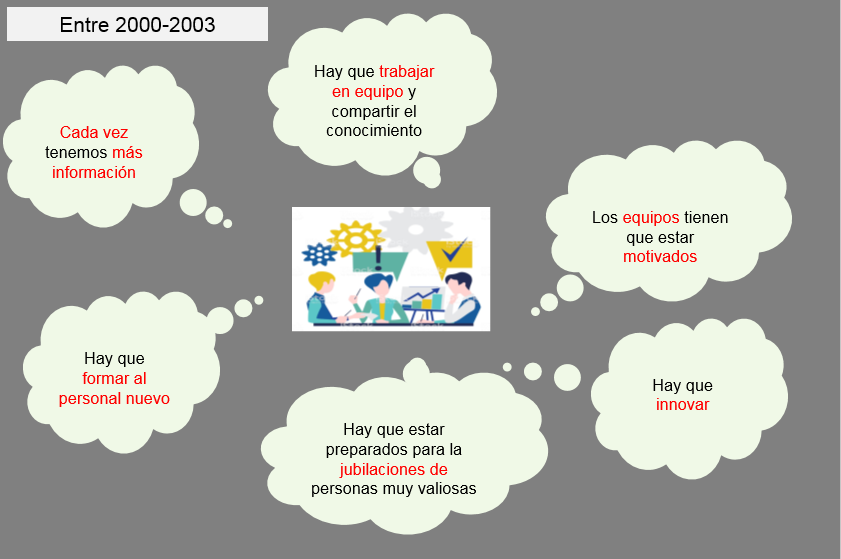 Entre 2000-2003
Hay que trabajar
en equipo y
compartir el
conocimiento
Cada vez
tenemos más
información
Los equipos tienen
que estar
motivados
Hay que
formar al
personal nuevo
Hay que estar
preparados para la
jubilaciones de
personas muy valiosas
Hay que
innovar